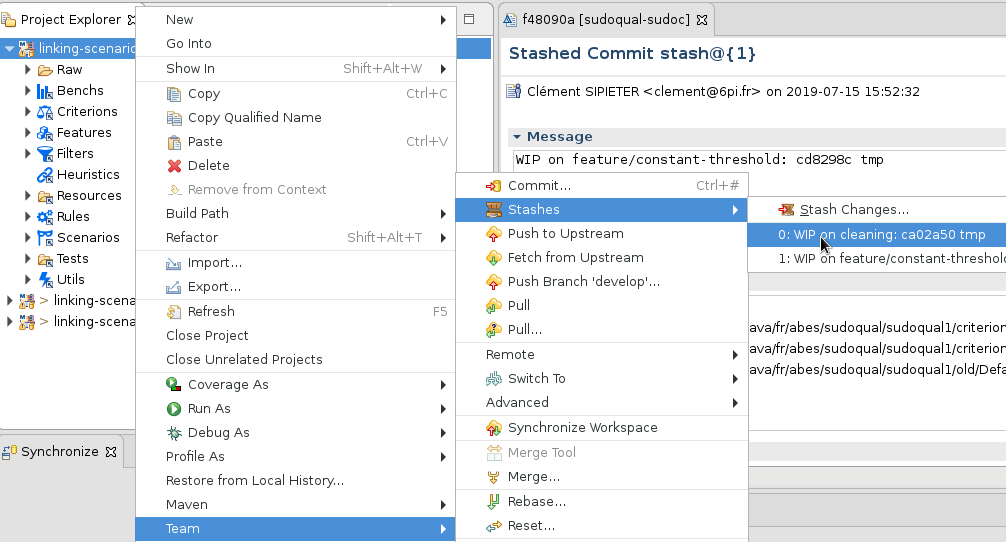 Project Explorer
linking-scenario
Raw
Benchs
Criterions
Features
Filters
Heuristics
Resources
Rules
Scenarios
Tests
Utils
> linking-scena
> linking-scena
Synchronize
New
Go Into
Show In Shift+Alt+W
Copy Ctrl+C
Copy Qualified Name
Paste Ctrl+V
Delete
Remove from Context
Build Path
Refactor Shift+Alt+T
Import...
Export...
Refresh F5
Close Project
Close Unrelated Projects
Coverage As
Run As
Debug As
Profile As
Restore from Local History...
Maven
Team
Commit... Ctrl+#
Stashes
Push to Upstream
Fetch from Upstream
Push Branch 'develop'...
Pull
Pull...
Remote
Switch To
Advanced
Synchronize Workspace
Merge Tool
Merge...
Rebase...
Reset...
Stash Changes...
0: WIP on cleaning: ca02a50 tmp
1: WIP on feature/constant-threshold
f48090a [sudoqual-sudoc]
Stashed Commit stash@{1}
Clément SIPIETER <clement@6pi.fr> on 2019-07-15 15:52:32
Message
WIP on feature/constant-threshold: cd8298c tmp
ava/fr/abes/sudoqual/sudoqual1/criterion
ava/fr/abes/sudoqual/sudoqual1/criterion
ava/fr/abes/sudoqual/sudoqual1/old/Defa